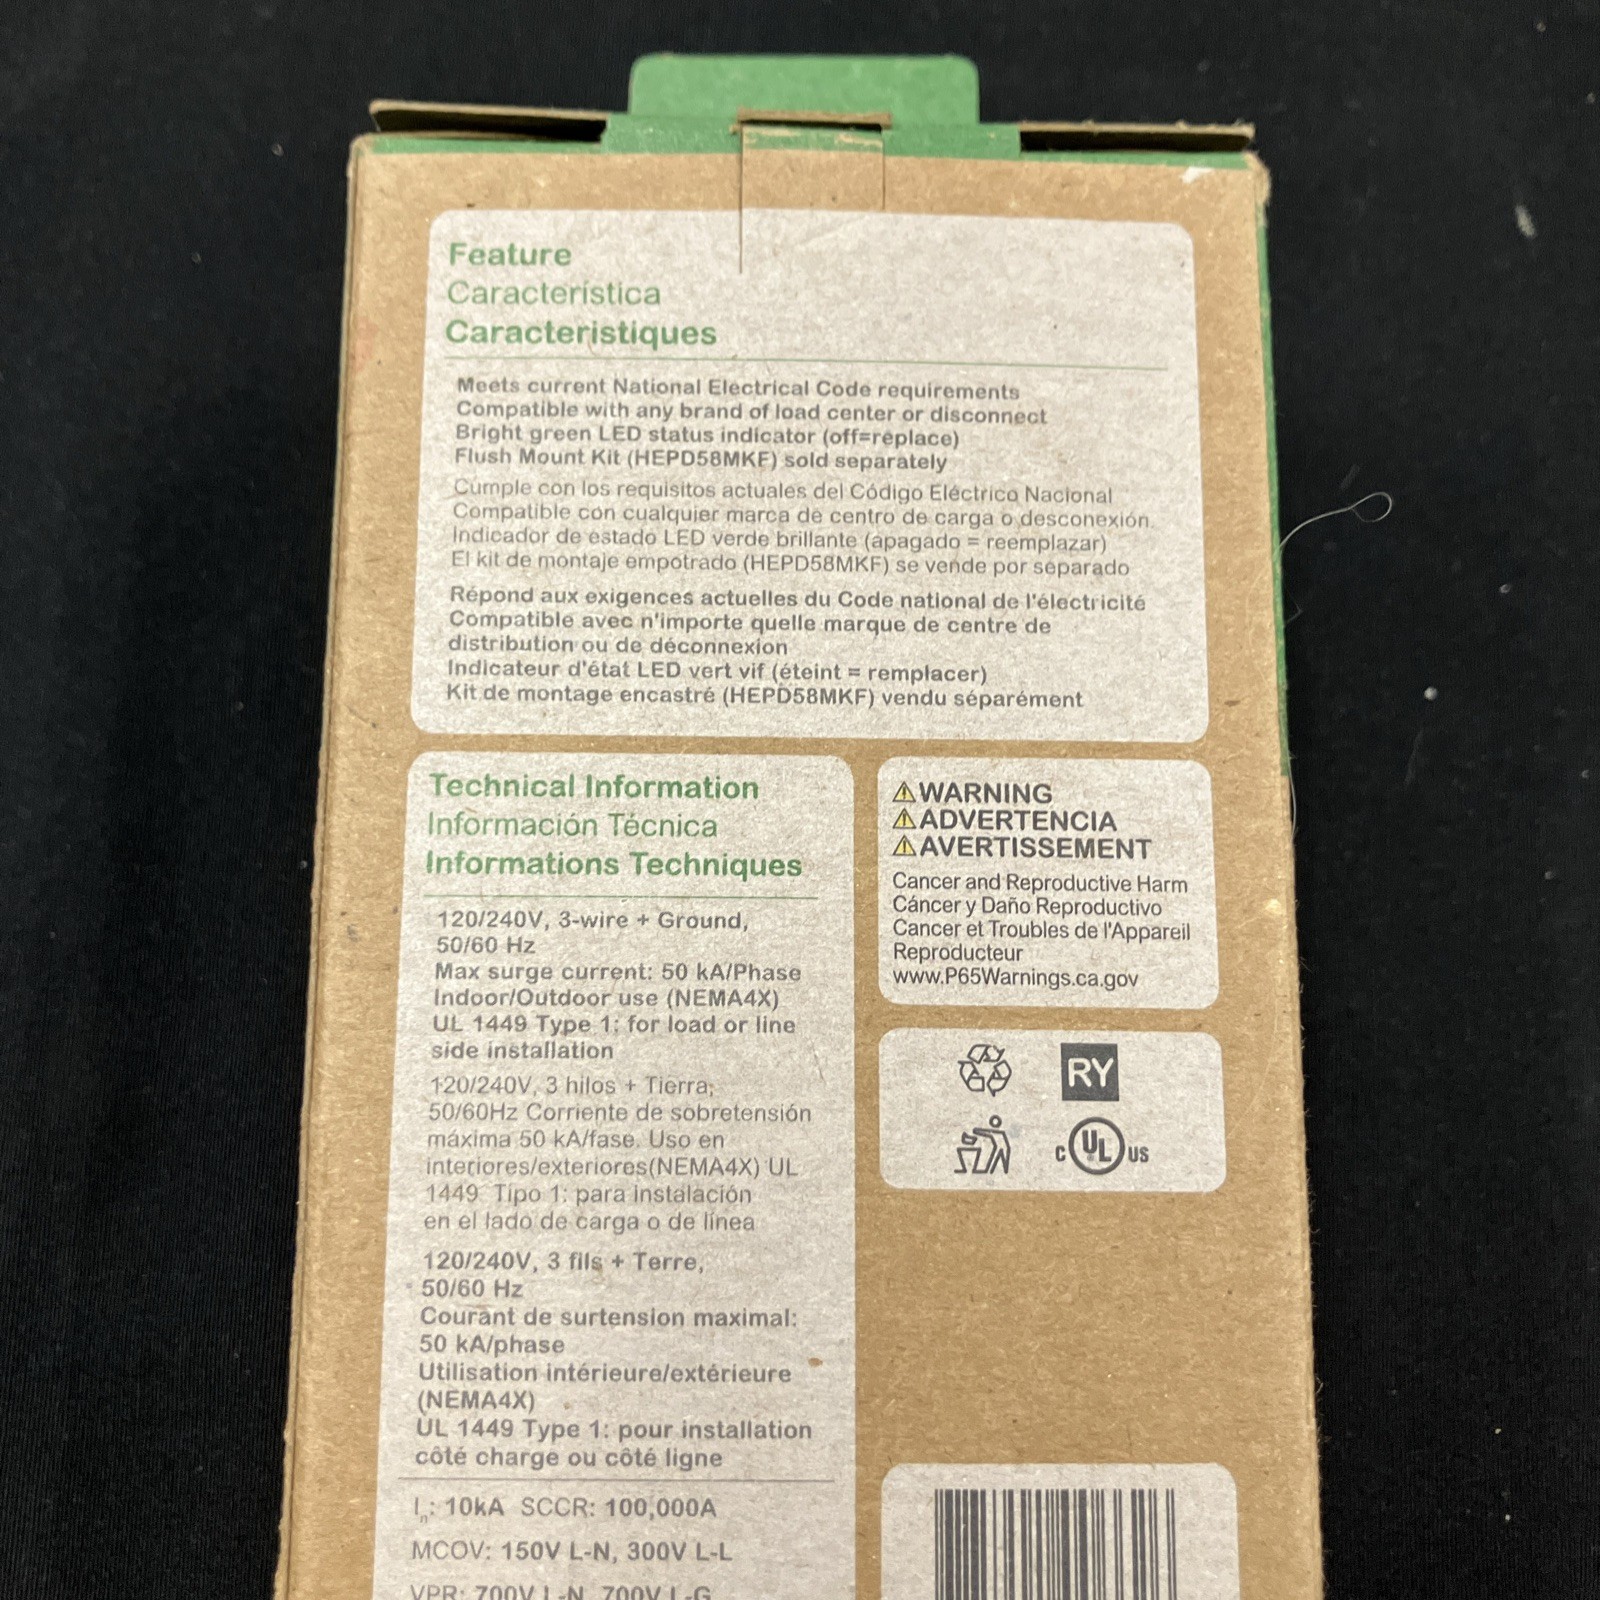 Feature
Característica
Caracteristiques
Meets current National Electrical Code requirements
Compatible with any brand of load center or disconnect
Bright green LED status indicator (off=replace)
Flush Mount Kit (HEPD58MKF) sold separately
Cumple con los requisitos actuales del Código Eléctrico Nacional
Compatible con cualquier marca de centro de carga o desconexión.
Indicador de estado LED verde brillante (apagado = reemplazar)
El kit de montaje empotrado (HEPD58MKF) se vende por separado
Répond aux exigences actuelles du Code national de l'électricité
Compatible avec n'importe quelle marque de centre de
distribution ou de déconnexion
Indicateur d'état LED vert vif (éteint = remplacer)
Kit de montage encastré (HEPD58MKF) vendu séparément
Technical Information
Información Técnica
Informations Techniques
120/240V, 3-wire + Ground,
50/60 Hz
Max surge current: 50 kA/Phase
Indoor/Outdoor use (NEMA4X)
UL 1449 Type 1: for load or line
side installation
120/240V, 3 hilos + Tierra;
50/60Hz Corriente de sobretensión
máxima 50 kA/fase. Uso en
interiores/exteriores(NEMA4X) UL
1449 Tipo 1: para instalación
en el lado de carga o de línea
120/240V, 3 fils + Terre,
50/60 Hz
Courant de surtension maximal:
50 kA/phase
Utilisation intérieure/extérieure
(NEMA4X)
UL 1449 Type 1: pour installation
côté charge ou côté ligne
In: 10kA SCCR: 100,000A
MCOV: 150V L-N, 300V L-L
VPR: 700V L-N, 700V L-G
WARNING
ADVERTENCIA
AVERTISSEMENT
Cancer and Reproductive Harm
Cáncer y Daño Reproductivo
Cancer et Troubles de l'Appareil
Reproducteur
www.P65Warnings.ca.gov
RY
c UL us